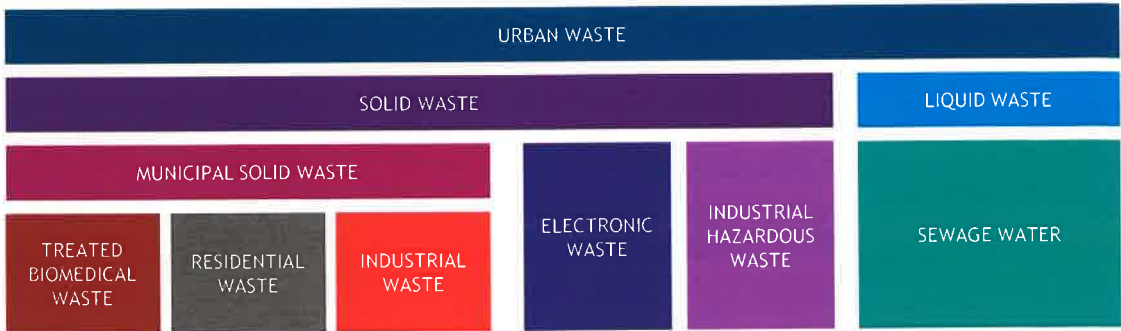 URBAN WASTE
SOLID WASTE
LIQUID WASTE
MUNICIPAL SOLID WASTE
ELECTRONIC
WASTE
INDUSTRIAL
HAZARDOUS
WASTE
SEWAGE WATER
TREATED
BIOMEDICAL
WASTE
RESIDENTIAL
WASTE
INDUSTRIAL
WASTE